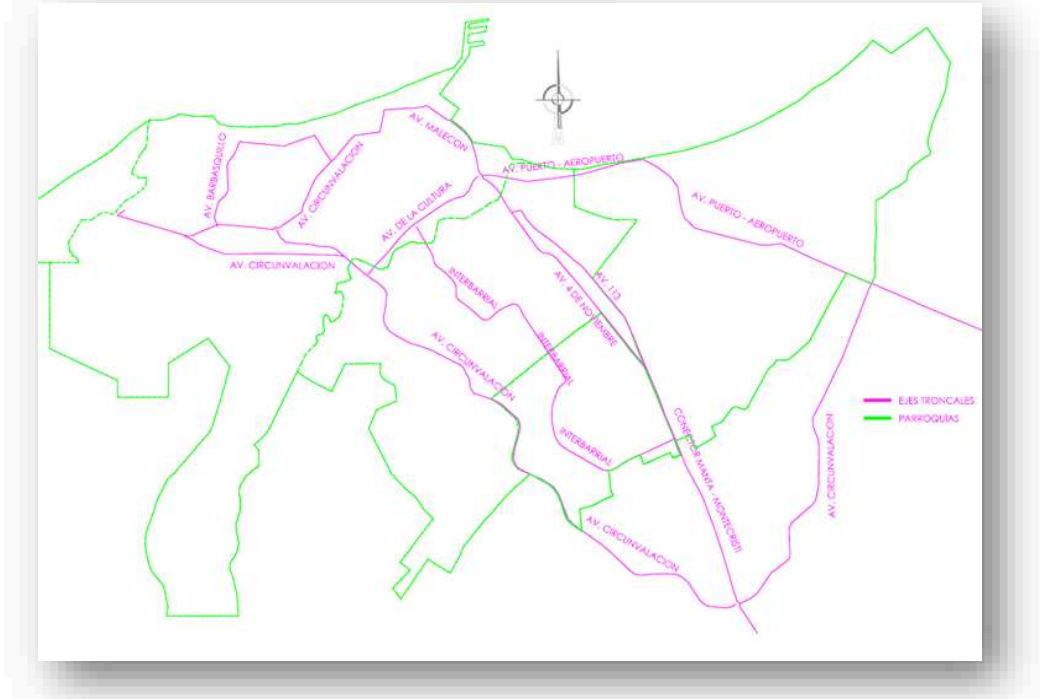 AV. MALECON
AV. PUERTO - AEROPUERTO
AV. BARBASQUILLO
AV. CIRCUNVALACION
AV. DE LA CULTURA
AV. PUERTO - AEROPUERTO
AV. CIRCUNVALACION
INTERBARRIAL
AV. 113
AV. 4 DE NOVIEMBRE
AV. CIRCUNVALACION
INTERBARRIAL
EJES TRONCALES
PARROQUIAS
INTERBARRIAL
CONECTOR MANTA - MONTECRISTI
AV. CIRCUNVALACION
AV. CIRCUNVALACION